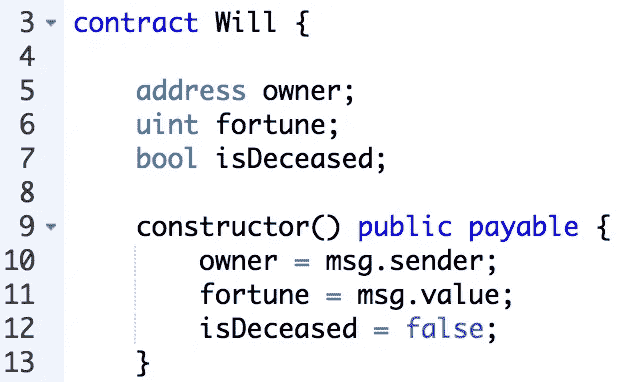 3 contract Will {
4
5     address owner;
6     uint fortune;
7     bool isDeceased;
8
9     constructor() public payable {
10         owner = msg.sender;
11         fortune = msg.value;
12         isDeceased = false;
13     }